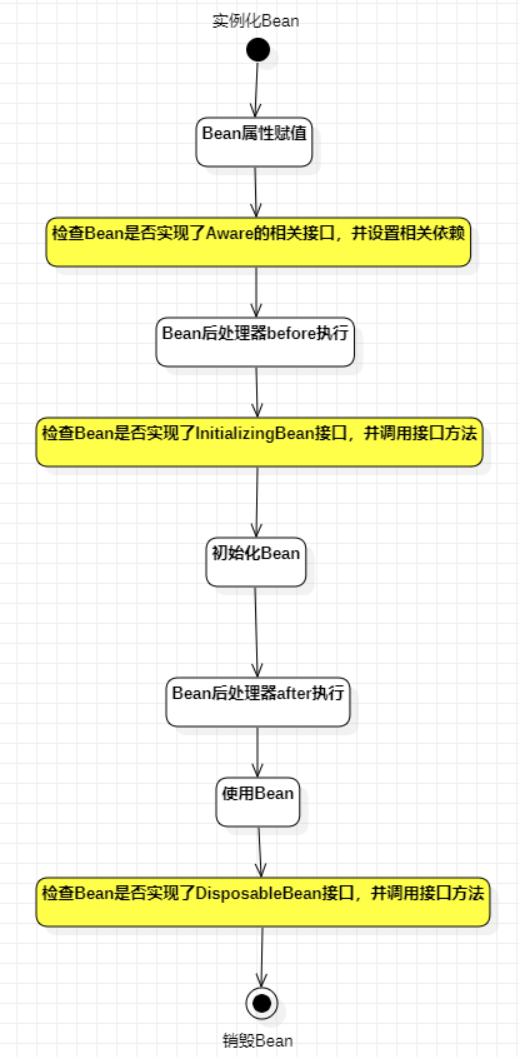 实例化Bean
Bean属性赋值
检查Bean是否实现了Aware的相关接口，并设置相关依赖
Bean后处理器before执行
检查Bean是否实现了InitializingBean接口，并调用接口方法
初始化Bean
Bean后处理器after执行
使用Bean
检查Bean是否实现了DisposableBean接口，并调用接口方法
销毁Bean